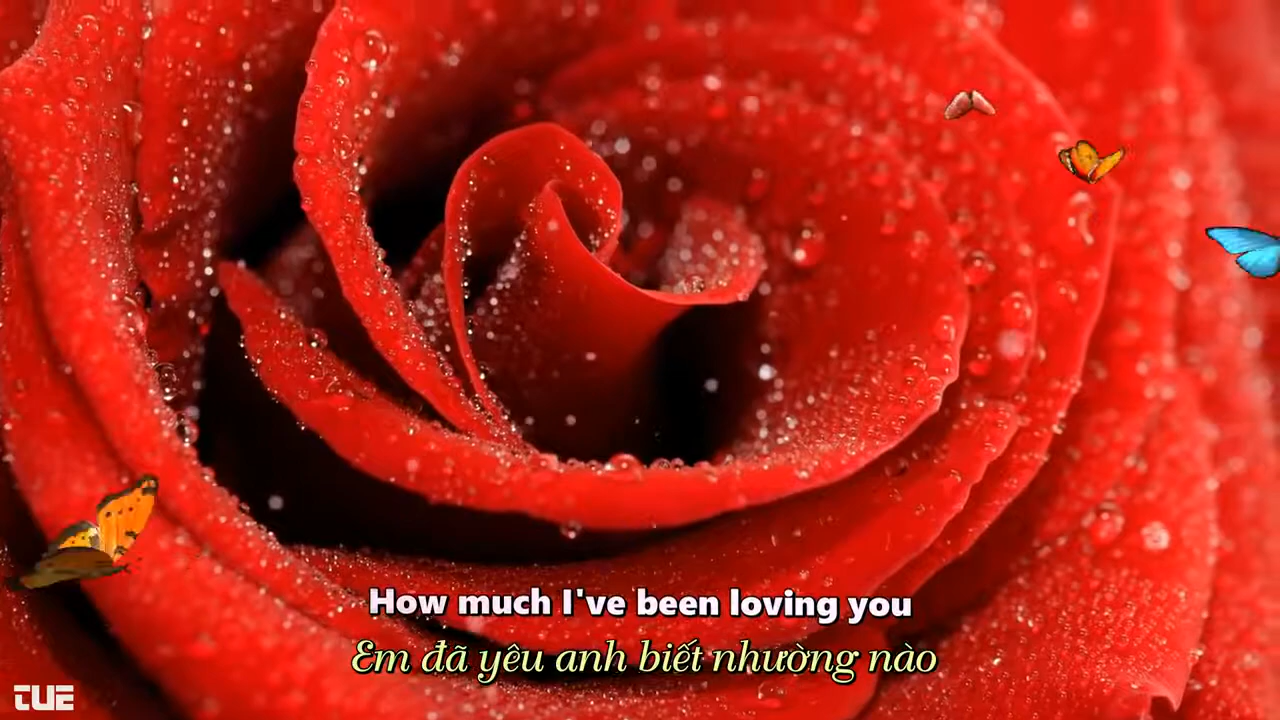 How much I've been loving you
Em đã yêu anh biết nhường nào
TUE